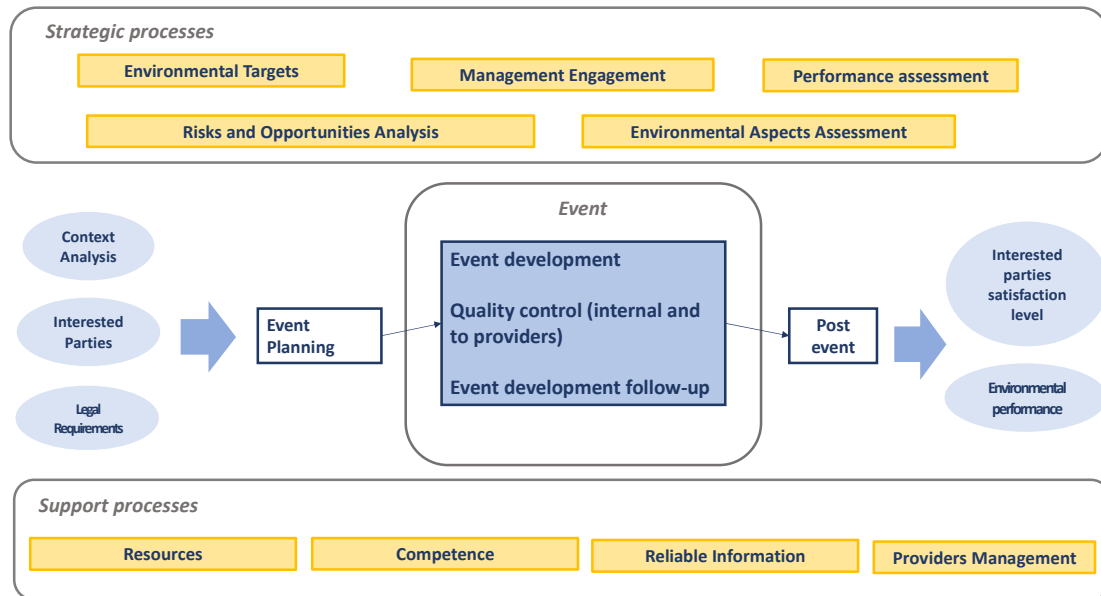 Strategic processes
Environmental Targets
Management Engagement
Performance assessment
Risks and Opportunities Analysis
Environmental Aspects Assessment
Context
Analysis
Interested
Parties
Legal
Requirements
Event
Planning
Event
Event development
Quality control (internal and
to providers)
Event development follow-up
Post
event
Interested
parties
satisfaction
level
Environmental
performance
Support processes
Resources
Competence
Reliable Information
Providers Management